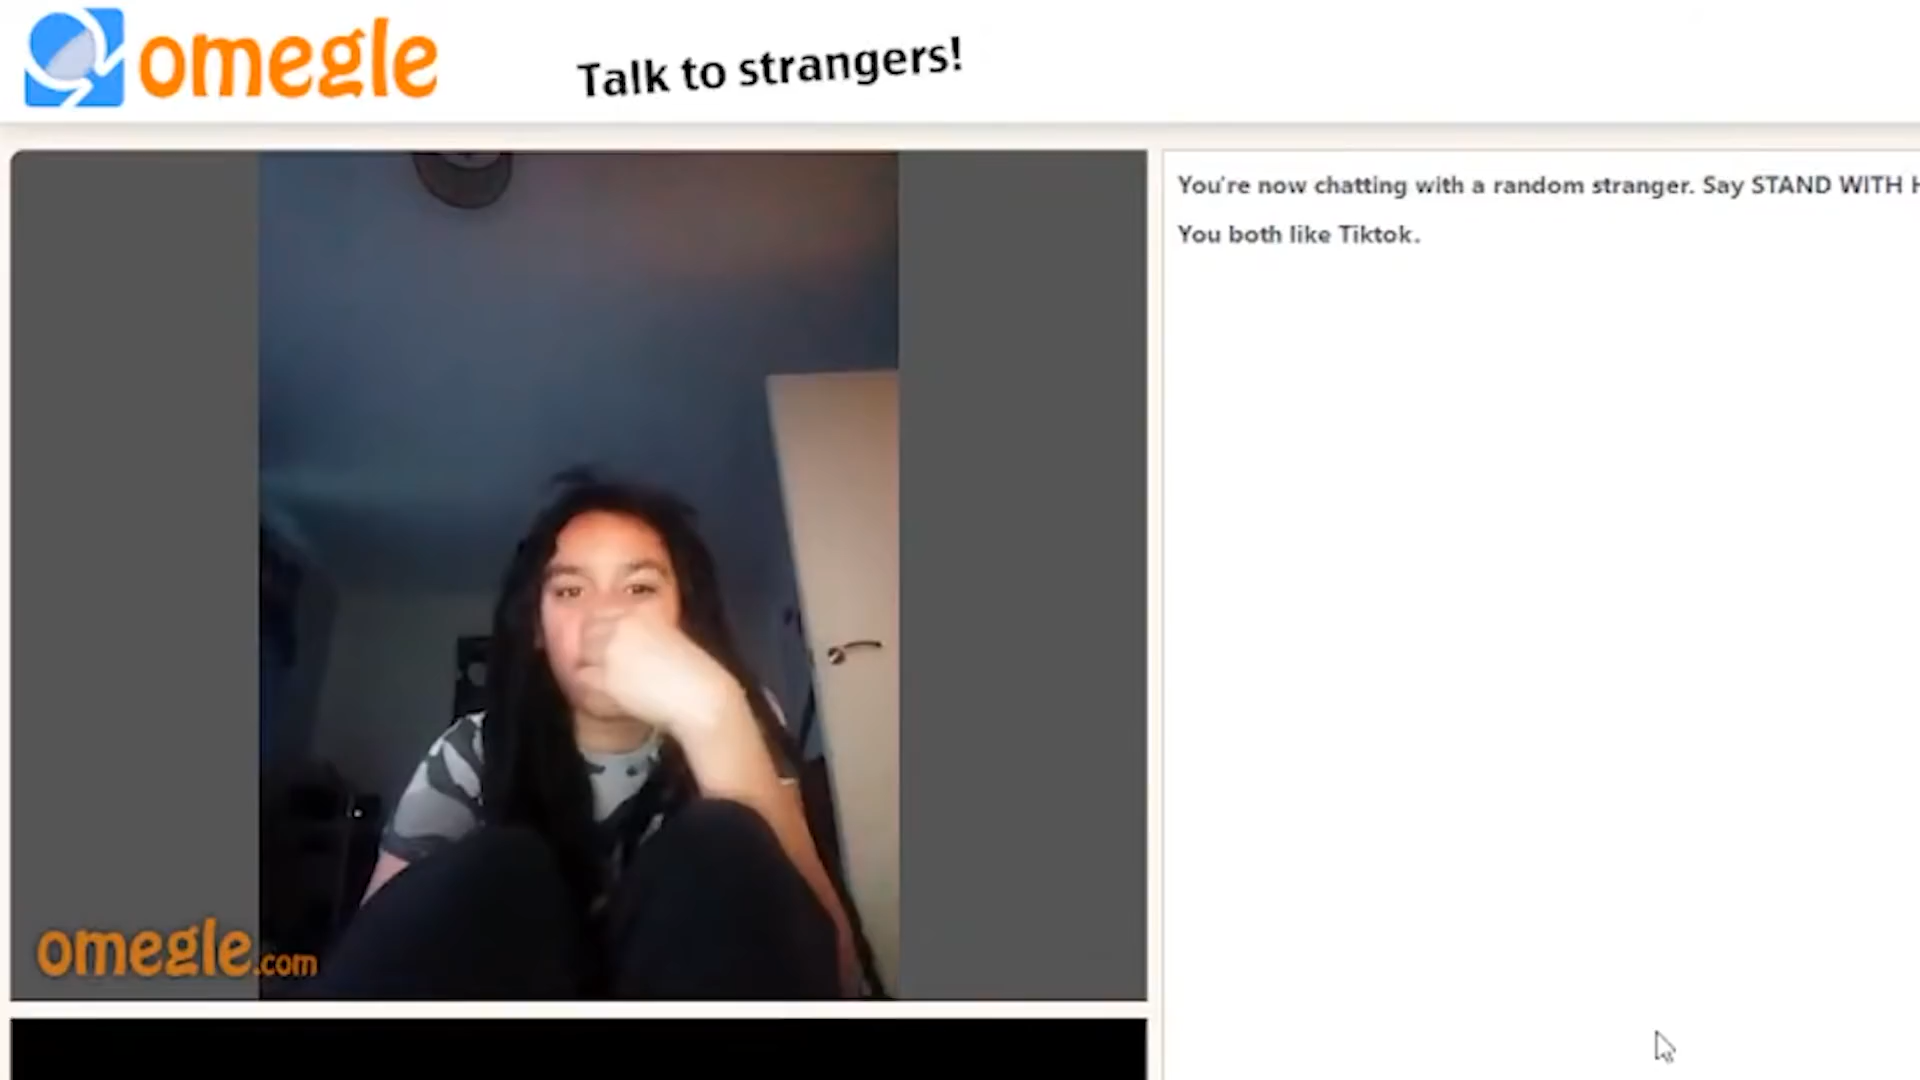 omegle
Talk to strangers!
You're now chatting with a random stranger. Say STAND WITH
You both like Tiktok.
omegle.com